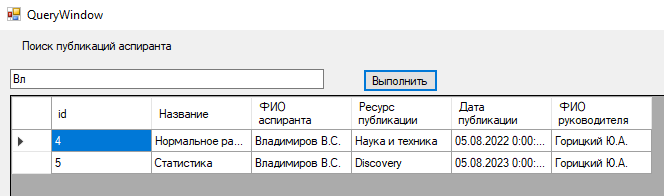 QueryWindow
Поиск публикаций аспиранта
Вл
Выполнить
id Название ФИО аспиранта Ресурс публикации Дата публикации ФИО руководителя
4 Нормальное ра... Владимиров В.С. Наука и техника 05.08.2022 0:00:... Горицкий Ю.А.
5 Статистика Владимиров В.С. Discovery 05.08.2023 0:00:... Горицкий Ю.А.